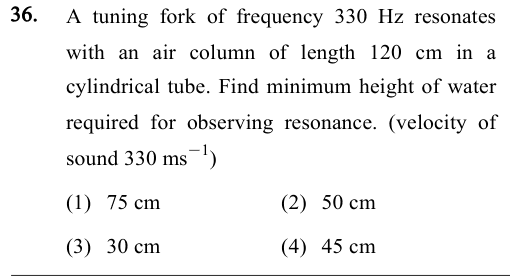 36. A tuning fork of frequency 330 Hz resonates
with an air column of length 120 cm in a
cylindrical tube. Find minimum height of water
required for observing resonance. (velocity of
sound 330 ms⁻¹)
(1) 75 cm (2) 50 cm
(3) 30 cm (4) 45 cm